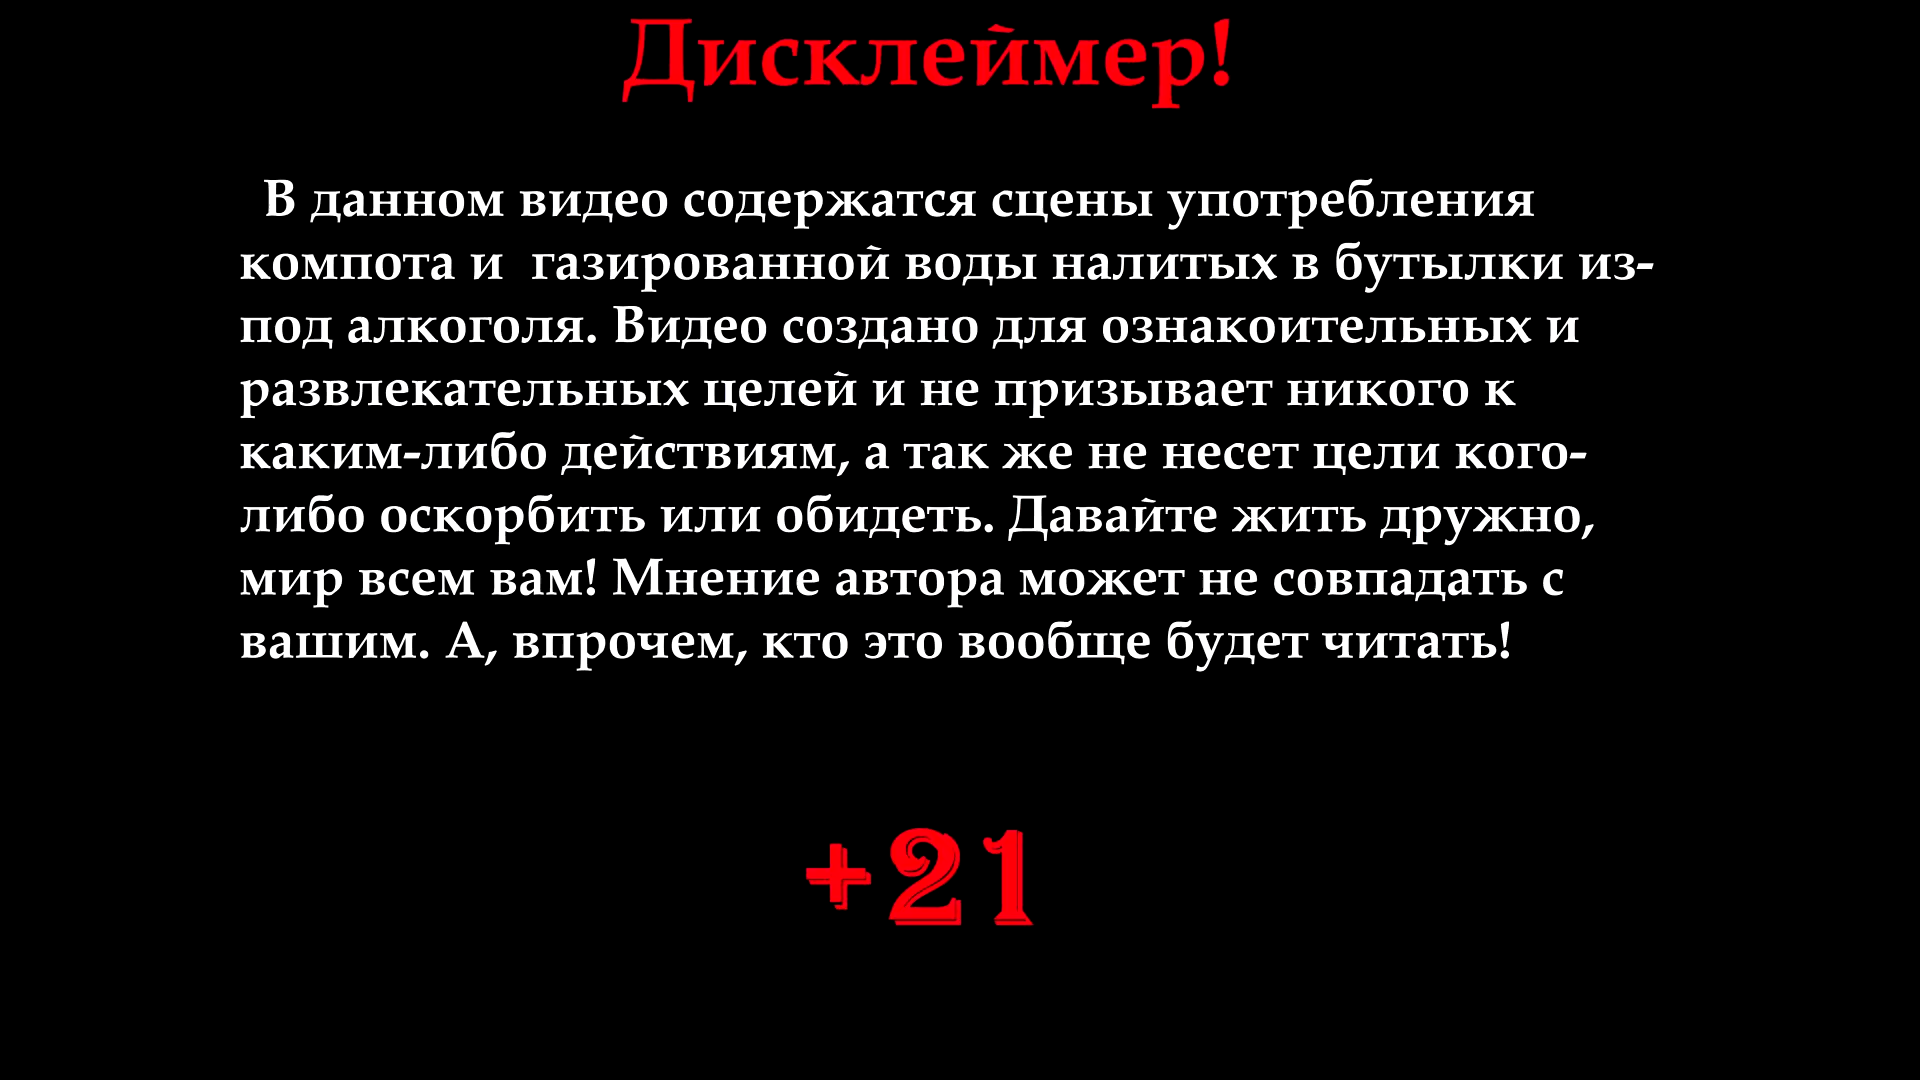 Дисклеймер!
В данном видео содержатся сцены употребления
компота и  газированной воды налитых в бутылки из-
под алкоголя. Видео создано для ознакоительных и
развлекательных целей и не призывает никого к
каким-либо действиям, а так же не несет цели кого-
либо оскорбить или обидеть. Давайте жить дружно,
мир всем вам! Мнение автора может не совпадать с
вашим. А, впрочем, кто это вообще будет читать!
+21